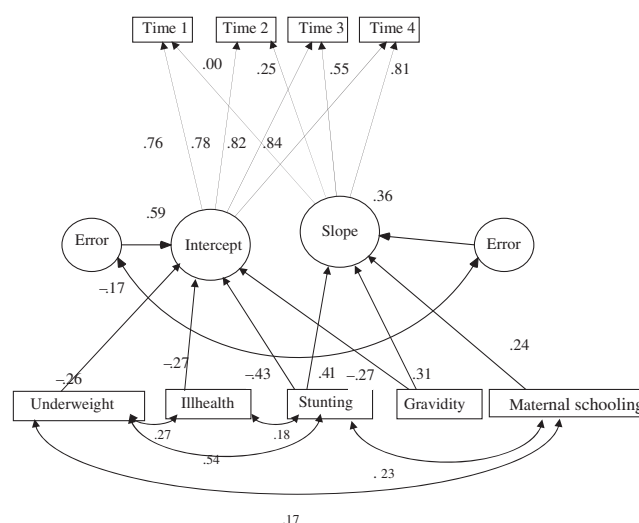 Time 1 Time 2 Time 3 Time 4
.00 .25 .55 .81
.76 .78 .82 .84
.36
.59
Error Intercept Slope Error
–.17
–.26 –.27 –.43 .41 –.27 .31 .24
Underweight Illhealth Stunting Gravidity Maternal schooling
.27 .18
.54
. 23
.17